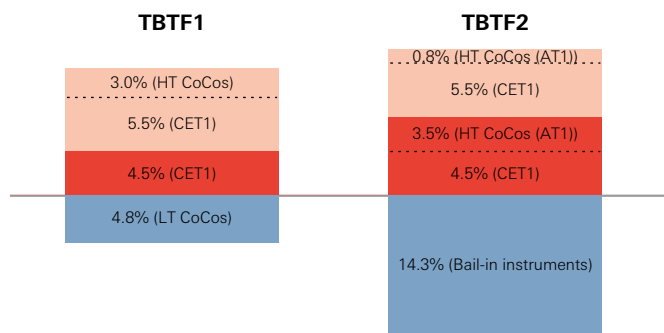 TBTF1
3.0% (HT CoCos)
5.5% (CET1)
4.5% (CET1)
4.8% (LT CoCos)
TBTF2
0.8% (HT CoCos (AT1))
5.5% (CET1)
3.5% (HT CoCos (AT1))
4.5% (CET1)
14.3% (Bail-in instruments)